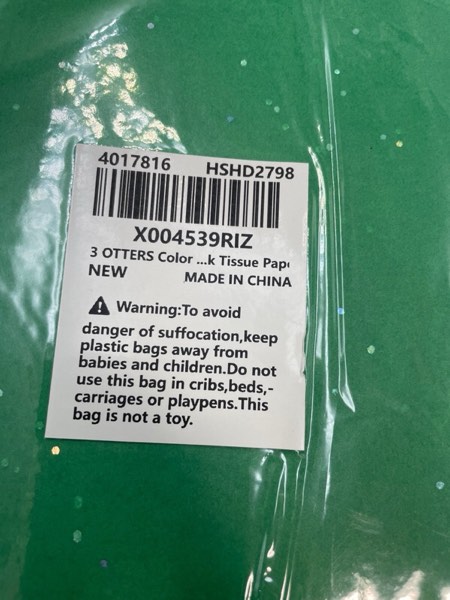 4017816 HSHD2798
X004539RIZ
3 OTTERS Color ...k Tissue Pap
NEW MADE IN CHINA
Warning:To avoid
danger of suffocation,keep
plastic bags away from
babies and children.Do not
use this bag in cribs,beds,-
carriages or playpens.This
bag is not a toy.